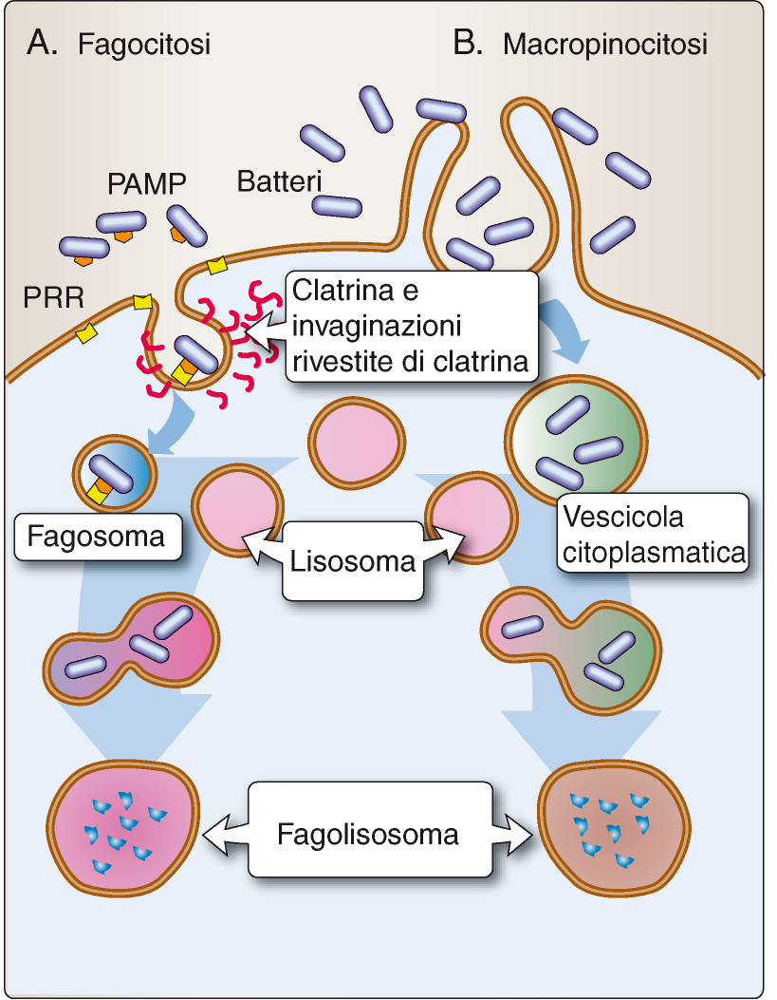 A. Fagocitosi
B. Macropinocitosi
PAMP
Batteri
PRR
Clatrina e
invaginazioni
rivestite di clatrina
Fagosoma
Lisosoma
Vescicola
citoplasmatica
Fagolisosoma